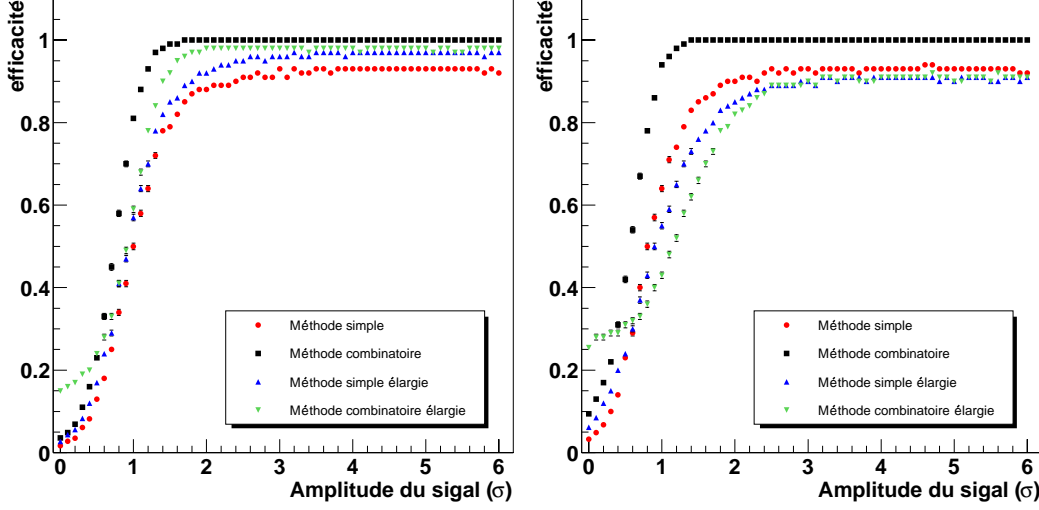 efficacité
1
0.8
0.6
0.4
0.2
0
0 1 2 3 4 5 6
Amplitude du sigal (σ)
Méthode simple
Méthode combinatoire
Méthode simple élargie
Méthode combinatoire élargie
efficacité
1
0.8
0.6
0.4
0.2
0
0 1 2 3 4 5 6
Amplitude du sigal (σ)
Méthode simple
Méthode combinatoire
Méthode simple élargie
Méthode combinatoire élargie